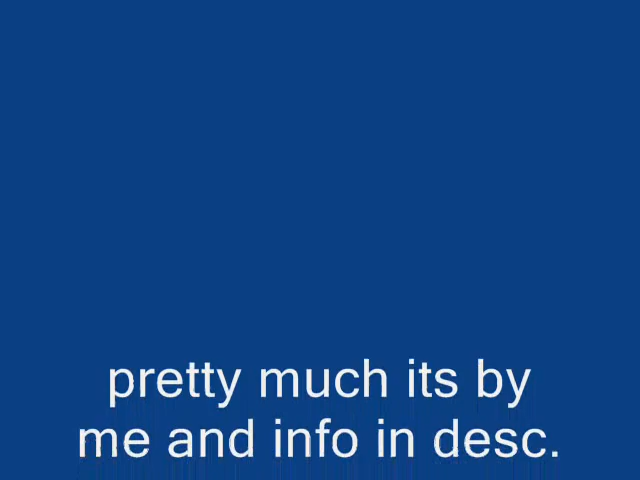 pretty much its by
me and info in desc.